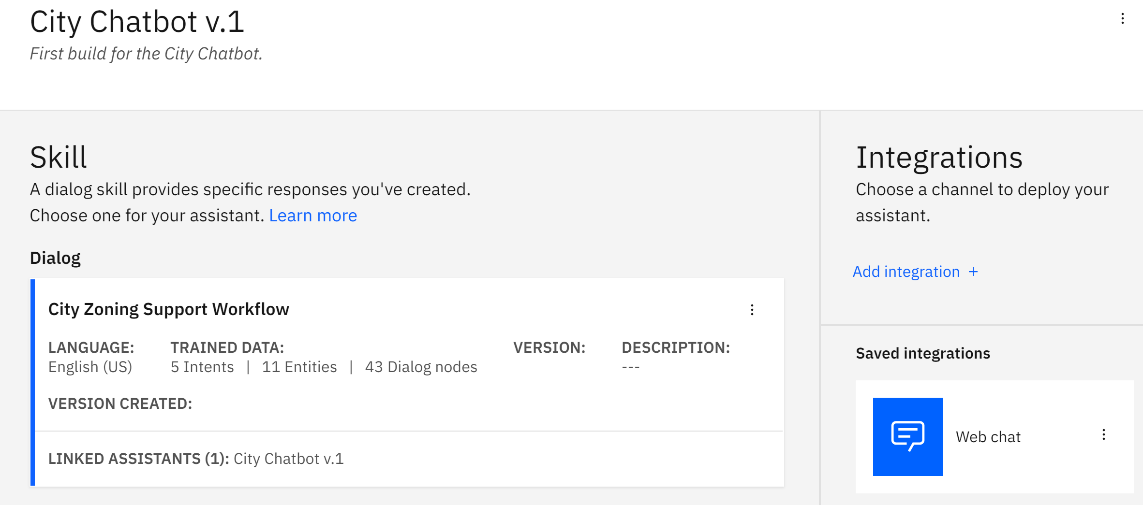 City Chatbot v.1
First build for the City Chatbot.
Skill
A dialog skill provides specific responses you've created.
Choose one for your assistant. Learn more
Dialog
City Zoning Support Workflow
LANGUAGE: TRAINED DATA: VERSION: DESCRIPTION:
English (US) 5 Intents | 11 Entities | 43 Dialog nodes ---
VERSION CREATED:
LINKED ASSISTANTS (1): City Chatbot v.1
Integrations
Choose a channel to deploy your
assistant.
Add integration +
Saved integrations
Web chat